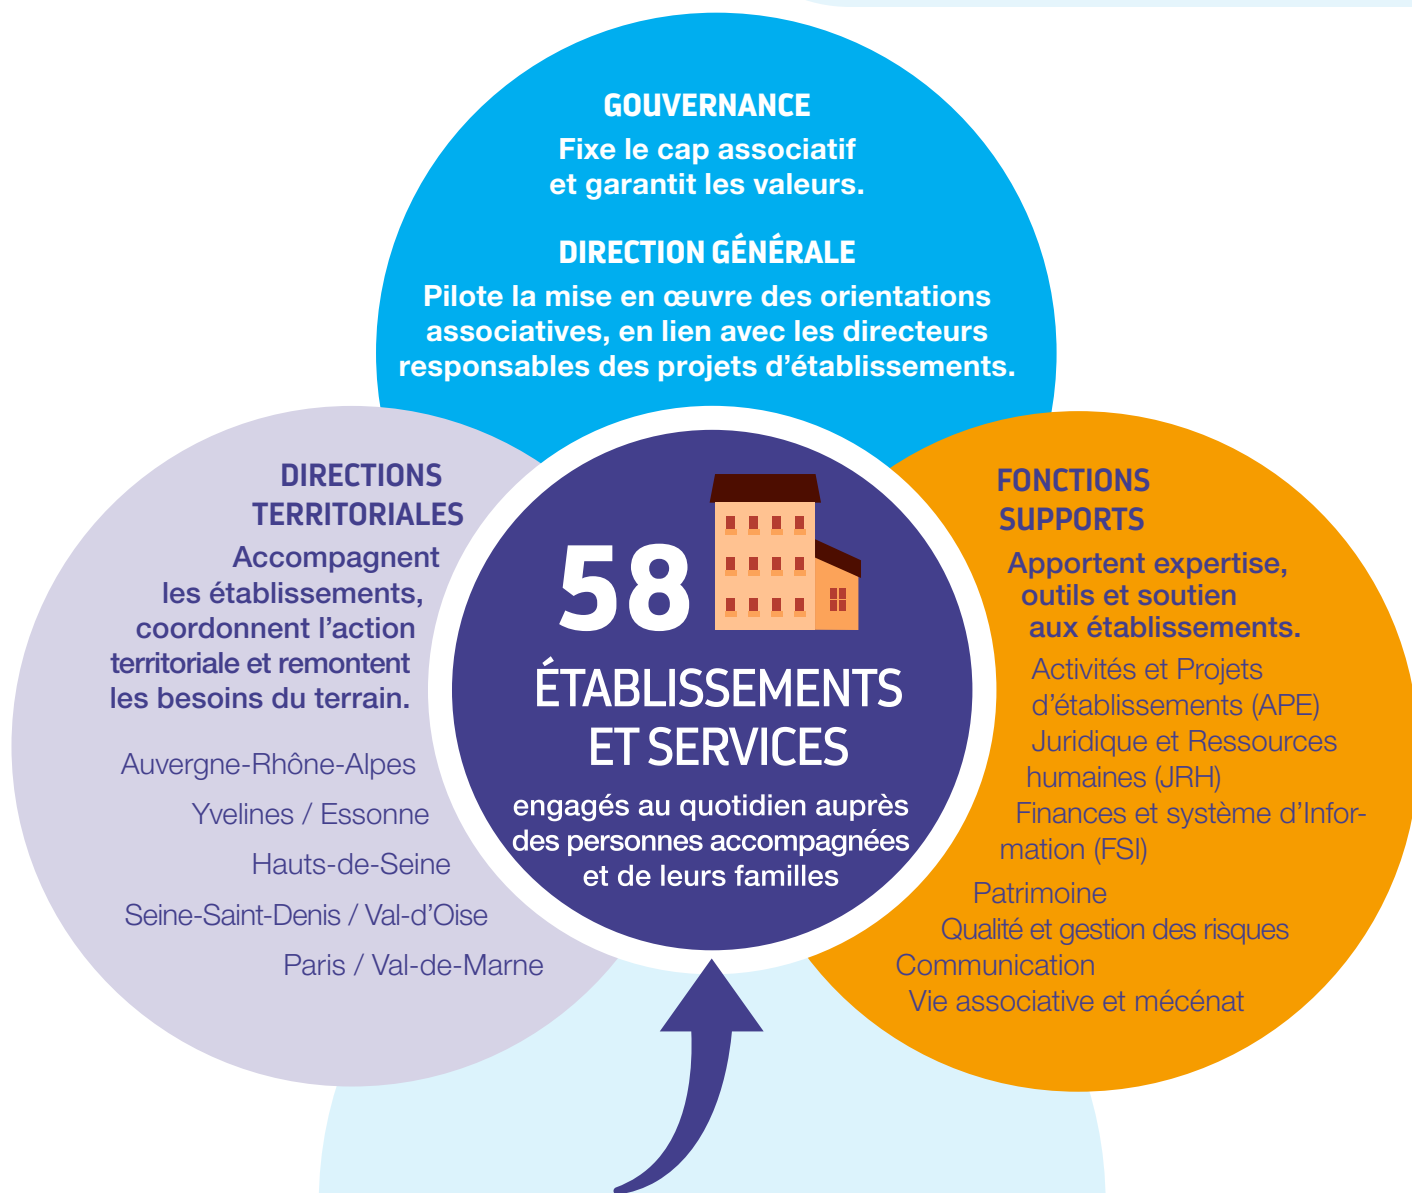 GOUVERNANCE
Fixe le cap associatif
et garantit les valeurs.
DIRECTION GÉNÉRALE
Pilote la mise en œuvre des orientations
associatives, en lien avec les directeurs
responsables des projets d’établissements.
DIRECTIONS
TERRITORIALES
Accompagnent
les établissements,
coordonnent l’action
territoriale et remontent
les besoins du terrain.
Auvergne-Rhône-Alpes
Yvelines / Essonne
Hauts-de-Seine
Seine-Saint-Denis / Val-d’Oise
Paris / Val-de-Marne
58
ÉTABLISSEMENTS
ET SERVICES
engagés au quotidien auprès
des personnes accompagnées
et de leurs familles
FONCTIONS
SUPPORTS
Apportent expertise,
outils et soutien
aux établissements.
Activités et Projets
d’établissements (APE)
Juridique et Ressources
humaines (JRH)
Finances et système d’Infor-
mation (FSI)
Patrimoine
Qualité et gestion des risques
Communication
Vie associative et mécénat